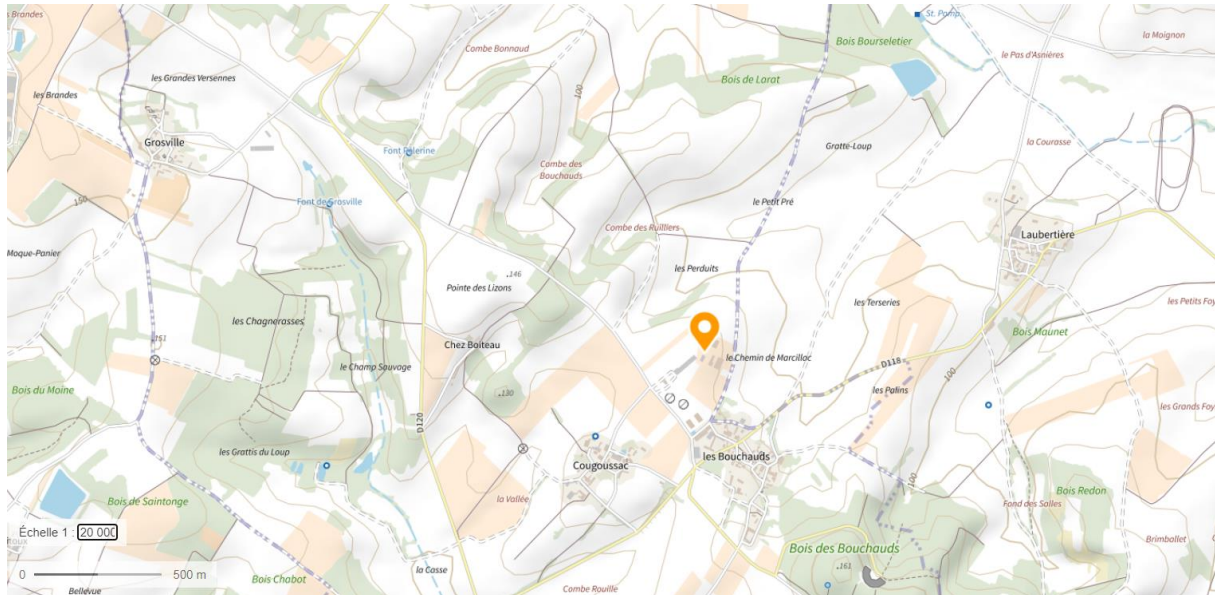 les Brandes
St. Pomp
la Moignon
Bois Bourseletier
Combe Bonnaud
le Pas d'Asnières
les Grandes Versennes
Bois de Lorat
les Brandes
100
Grosville
Font Pèlerine
la Courasse
Gratte-Loup
Combe des
Bouchauds
150
Font de Grosville
le Petit Pré
Combe des Ruilliers
Laubertière
Moque-Panier
les Perduits
146
Pointe des Lizons
les Terseries
les Petits Foy
les Chagnerasses
Bois Maunet
151
Chez Boiteau
le Chemin de Marcillac
D118
le Champ Sauvage
100
Bois du Maine
130
les Palins
les Grands Foy
D120
les Grattis du Loup
Cougoussac
les Bouchauds
100
Bois Redon
Bois de Saintonge
la Vallée
Fond des Salles
Échelle 1 : 20 000
Brimballet
Bois des Bouchauds
la Casse
161
0 500 m
Bois Chabot
Bellevue
Combe Rouille